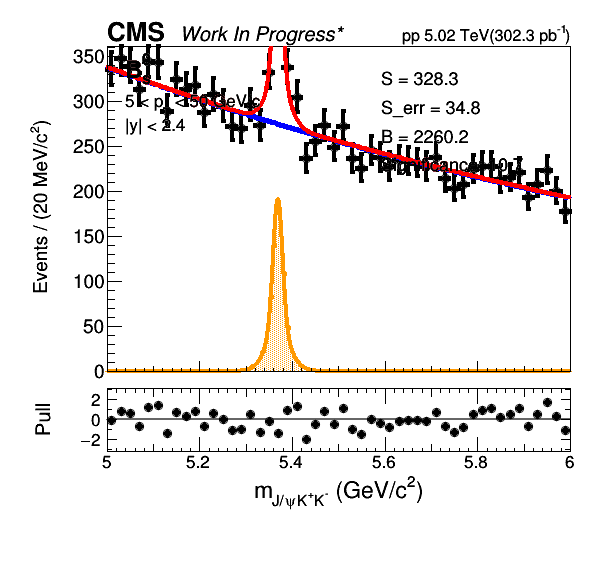 CMS Work In Progress* pp 5.02 TeV(302.3 pb⁻¹)
350
300
250
200
150
100
50
0
Events / (20 MeV/c²)
|y| < 2.4
S = 328.3
S_err = 34.8
B = 2260.2
2
0
−2
Pull
5 5.2 5.4 5.6 5.8 6
m_J/ψK⁺K⁻ (GeV/c²)